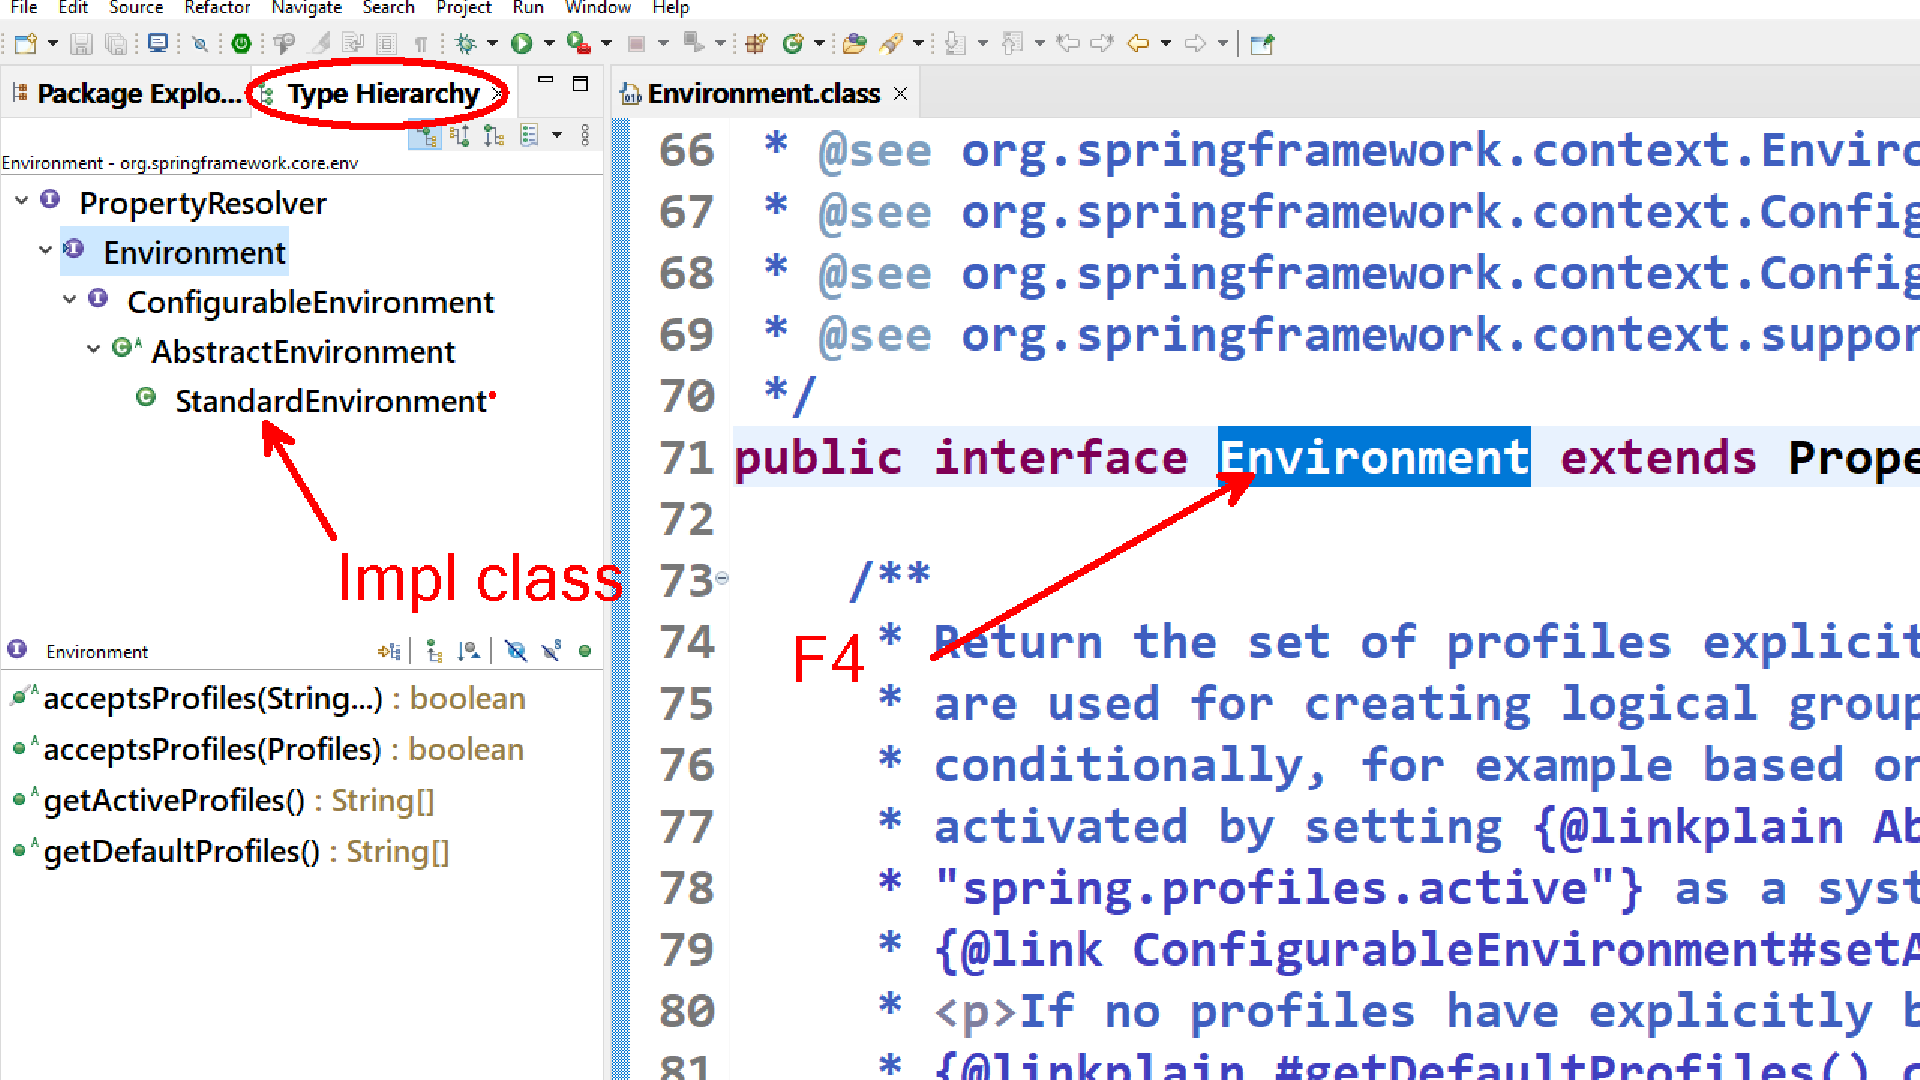 File Edit Source Refactor Navigate Search Project Run Window Help
Package Explo... Type Hierarchy
Environment.class
Environment - org.springframework.core.env
PropertyResolver
Environment
ConfigurableEnvironment
AbstractEnvironment
StandardEnvironment
Impl class
Environment
acceptsProfiles(String...) : boolean
acceptsProfiles(Profiles) : boolean
getActiveProfiles() : String[]
getDefaultProfiles() : String[]
66 * @see org.springframework.context.Enviro
67 * @see org.springframework.context.Config
68 * @see org.springframework.context.Config
69 * @see org.springframework.context.suppor
70 */
71 public interface Environment extends Prope
72
73 /**
F4
74 * Return the set of profiles explicit
75 * are used for creating logical group
76 * conditionally, for example based on
77 * activated by setting {@linkplain Ab
78 * "spring.profiles.active"} as a syst
79 * {@link ConfigurableEnvironment#setA
80 * <p>If no profiles have explicitly b
81 * {@linkplain #getDefaultProfiles()